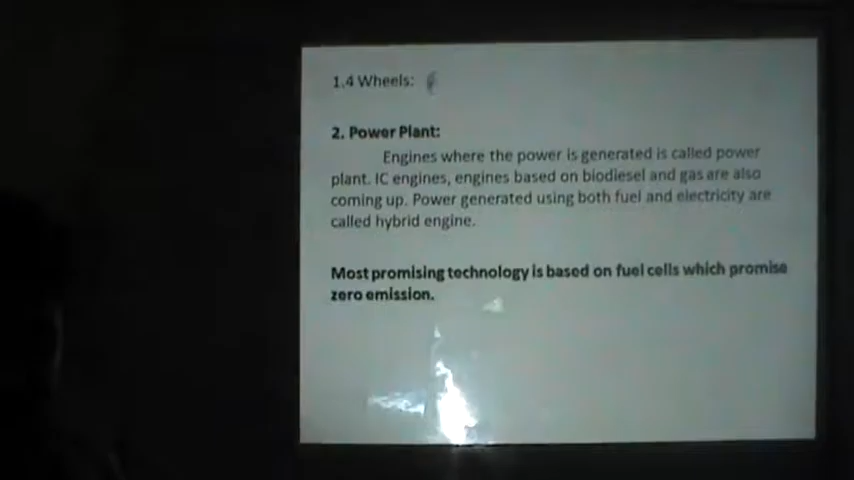 1.4 Wheels:
2. Power Plant:
Engines where the power is generated is called power
plant. IC engines, engines based on biodiesel and gas are also
coming up. Power generated using both fuel and electricity are
called hybrid engine.
Most promising technology is based on fuel cells which promise
zero emission.